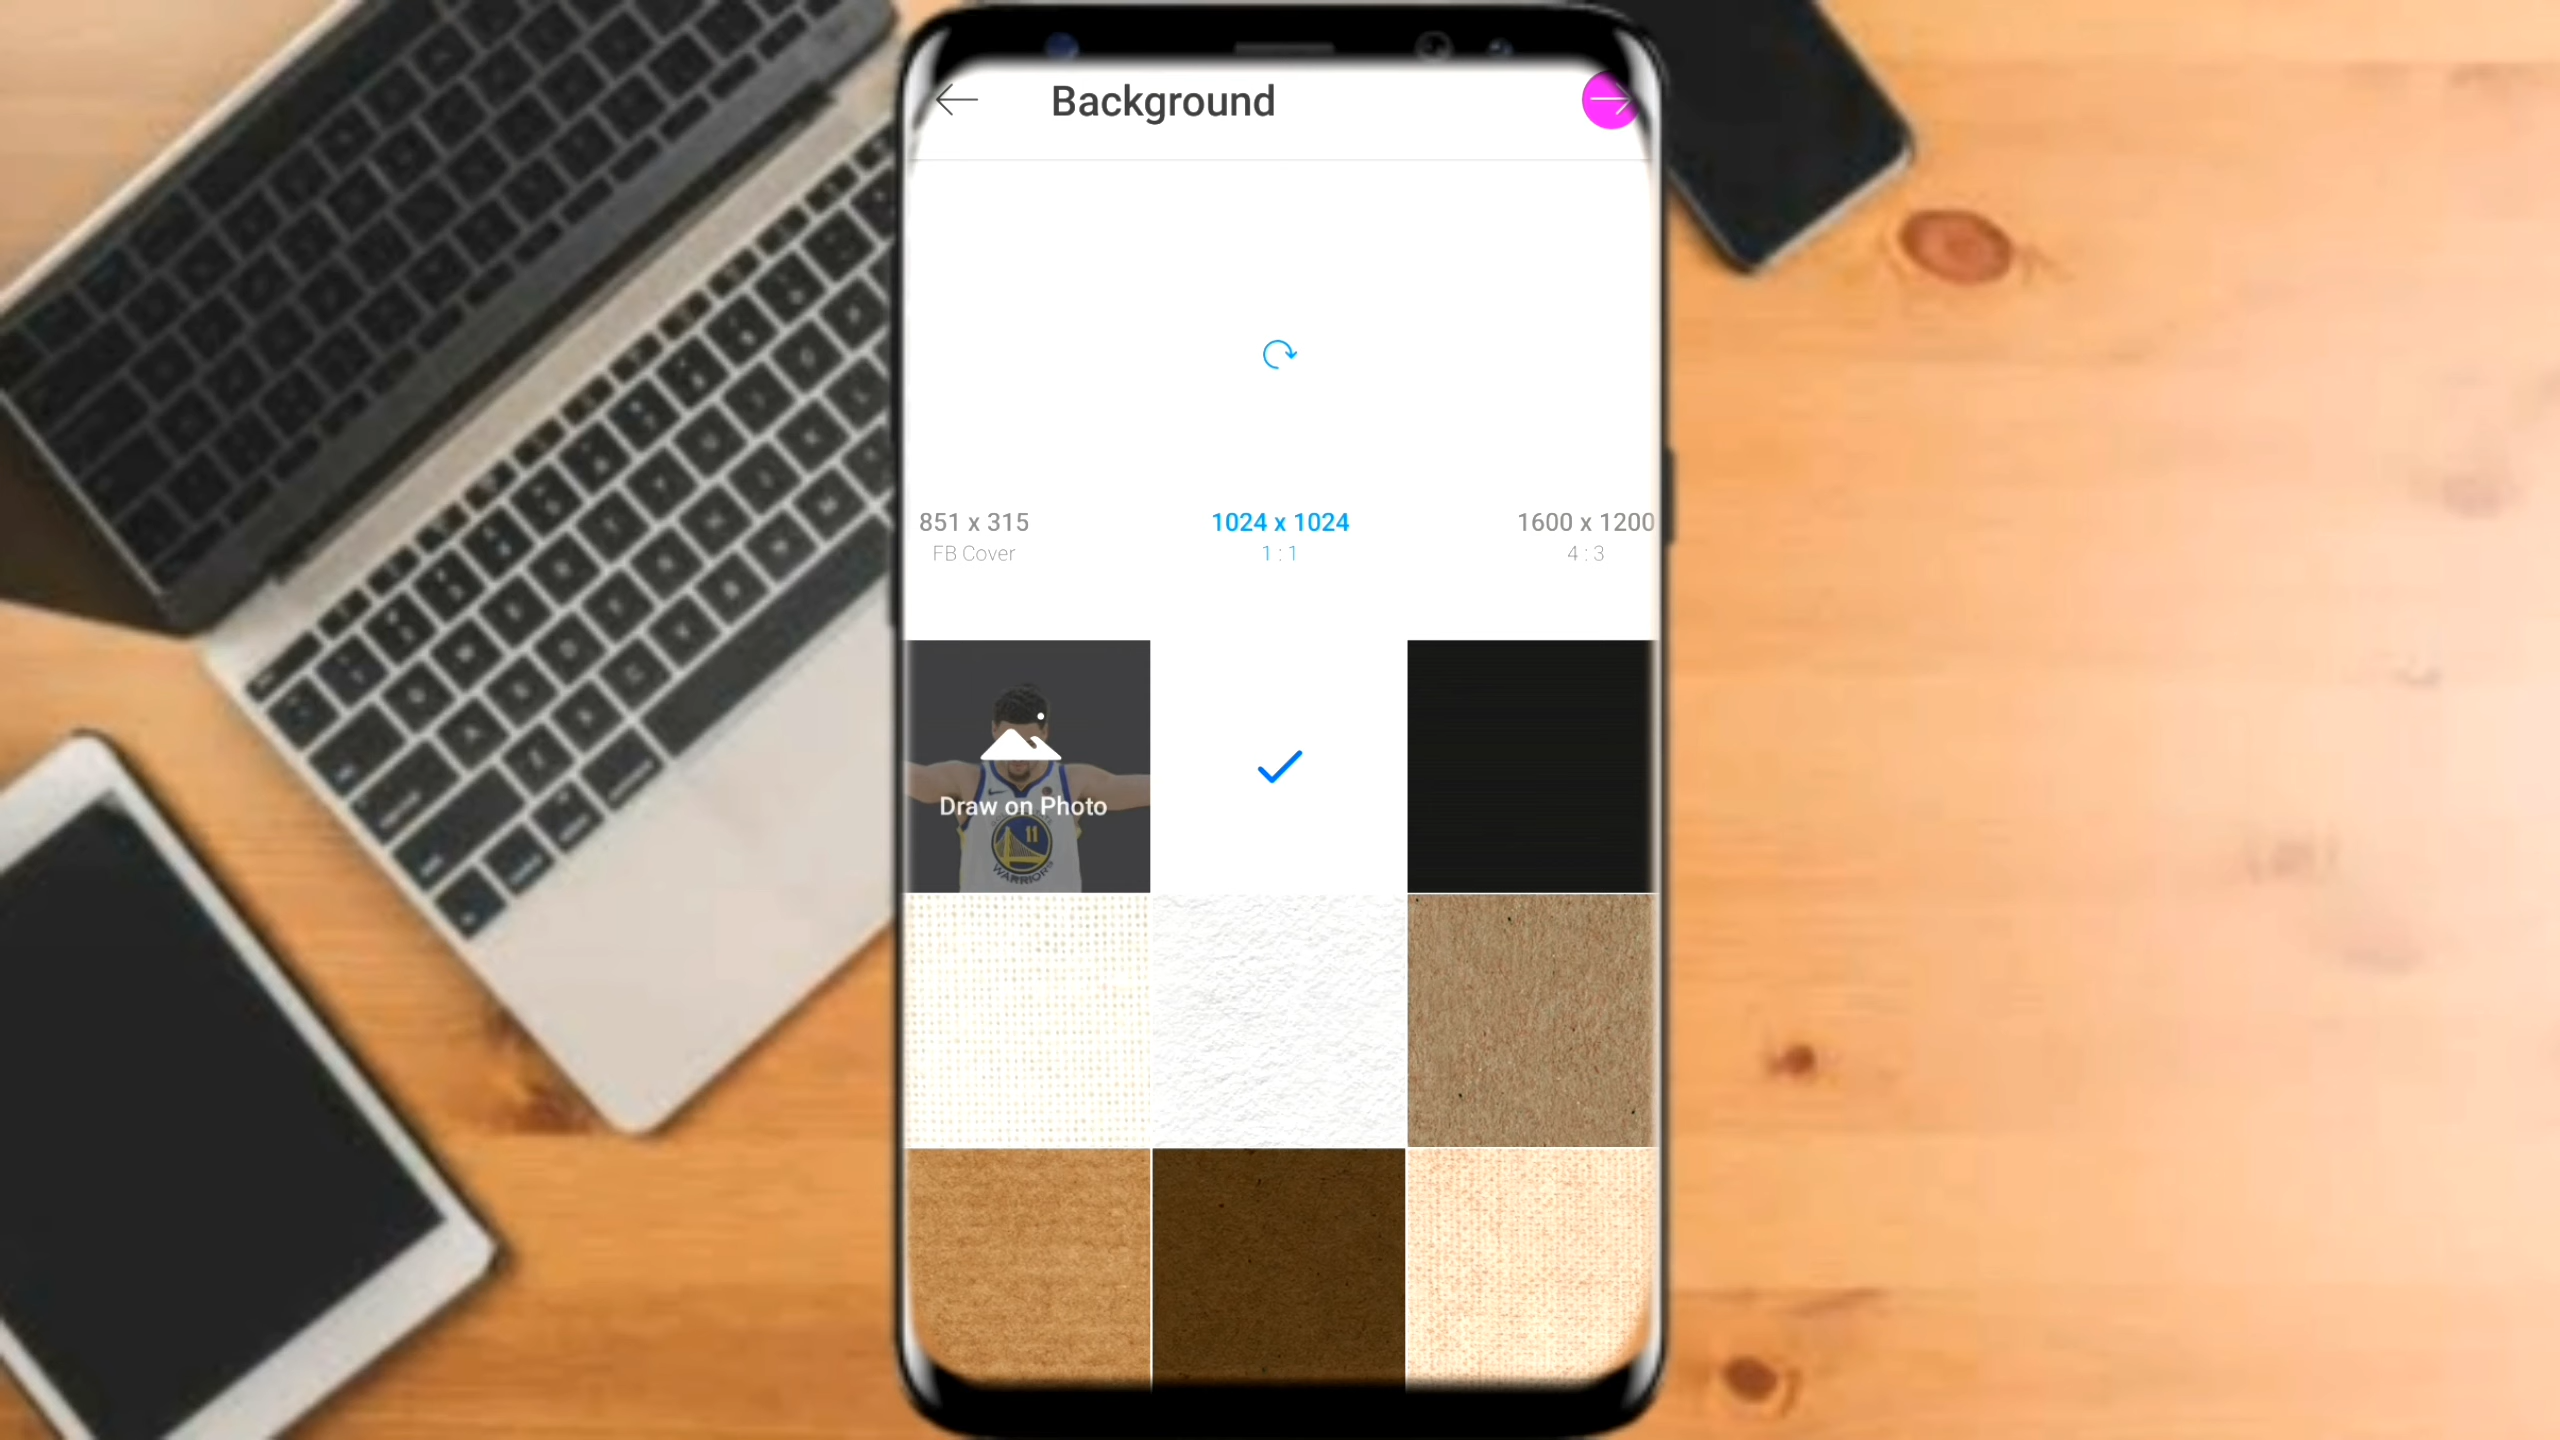 Background
851 x 315
FB Cover
1024 x 1024
1 : 1
1600 x 1200
4 : 3
Draw on Photo
11
WARRIORS